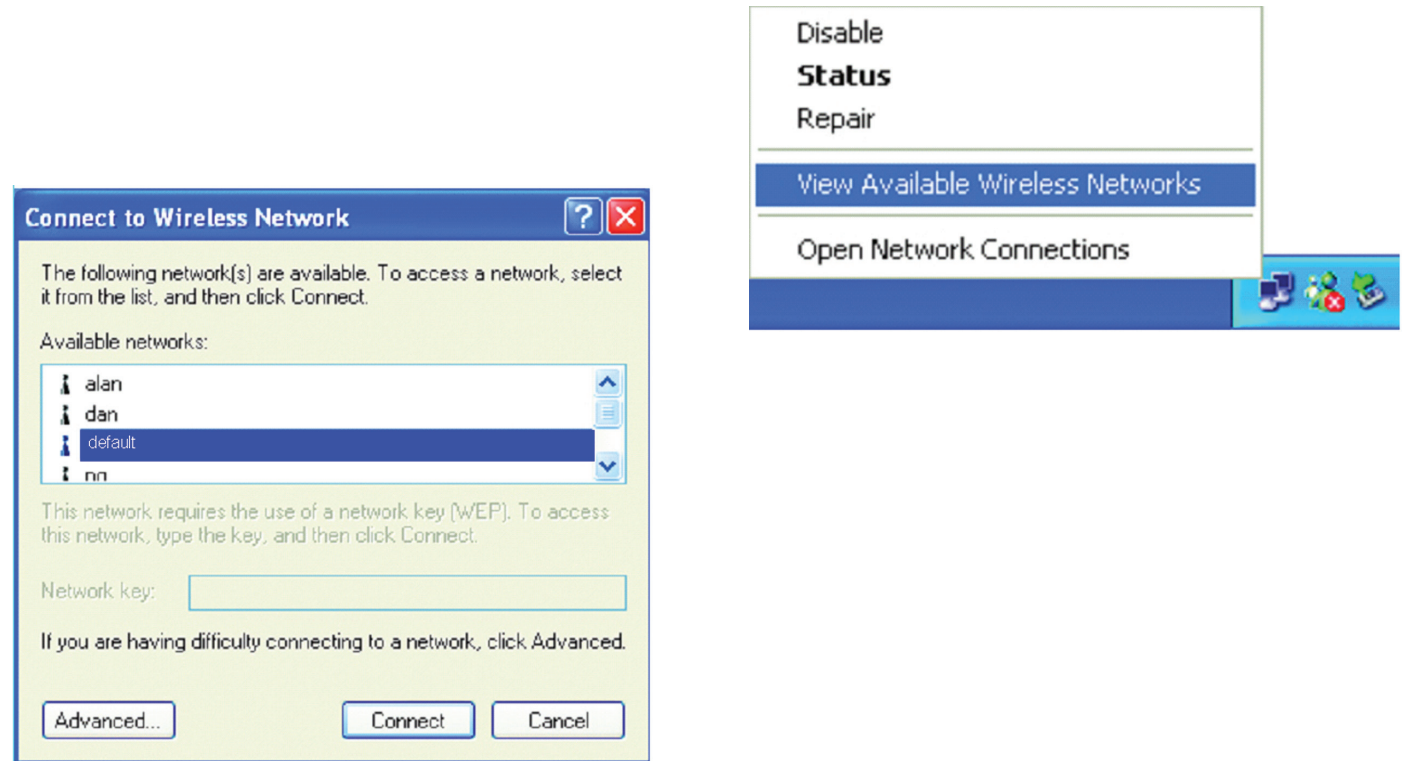 Disable
Status
Repair
View Available Wireless Networks
Open Network Connections
Connect to Wireless Network
The following network(s) are available. To access a network, select
it from the list, and then click Connect.
Available networks:
alan
dan
default
This network requires the use of a network key (WEP). To access
this network, type the key, and then click Connect.
Network key:
If you are having difficulty connecting to a network, click Advanced.
Advanced...
Connect
Cancel